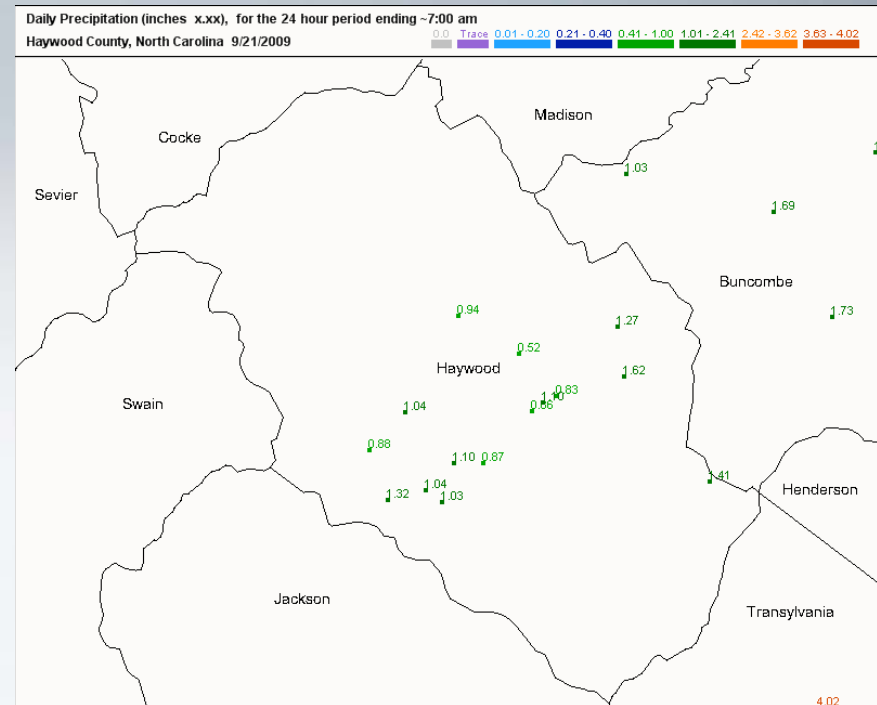 Daily Precipitation (inches x.xx), for the 24 hour period ending ~7:00 am
Haywood County, North Carolina 9/21/2009
0.0 Trace 0.01 - 0.20 0.21 - 0.40 0.41 - 1.00 1.01 - 2.41 2.42 - 3.62 3.63 - 4.02
Madison
Cocke
1.03
Sevier
1.69
Buncombe
0.94
1.73
1.27
0.52
Haywood
1.62
0.83
1.10
Swain
1.04
0.88
1.10 0.87
Henderson
1.04
1.32
1.03
Jackson
Transylvania
4.02